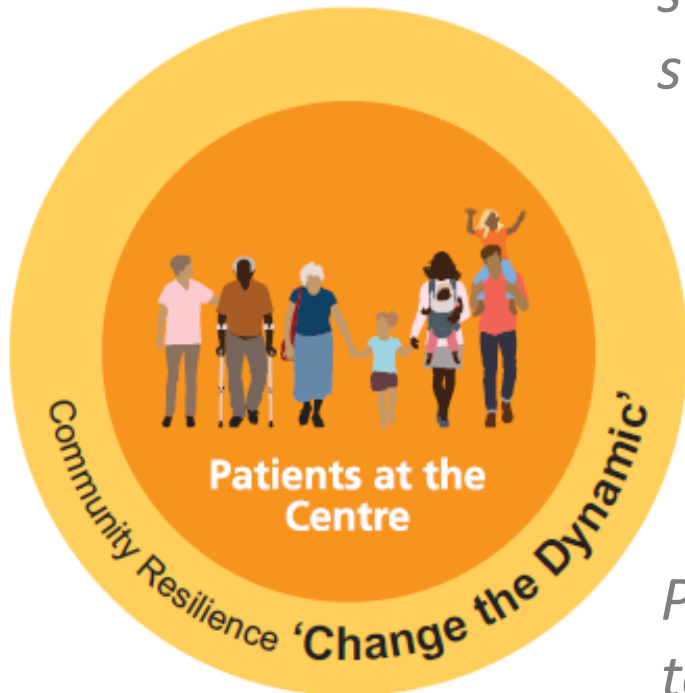 Patients at the
Centre
Community Resilience 'Change the Dynamic'